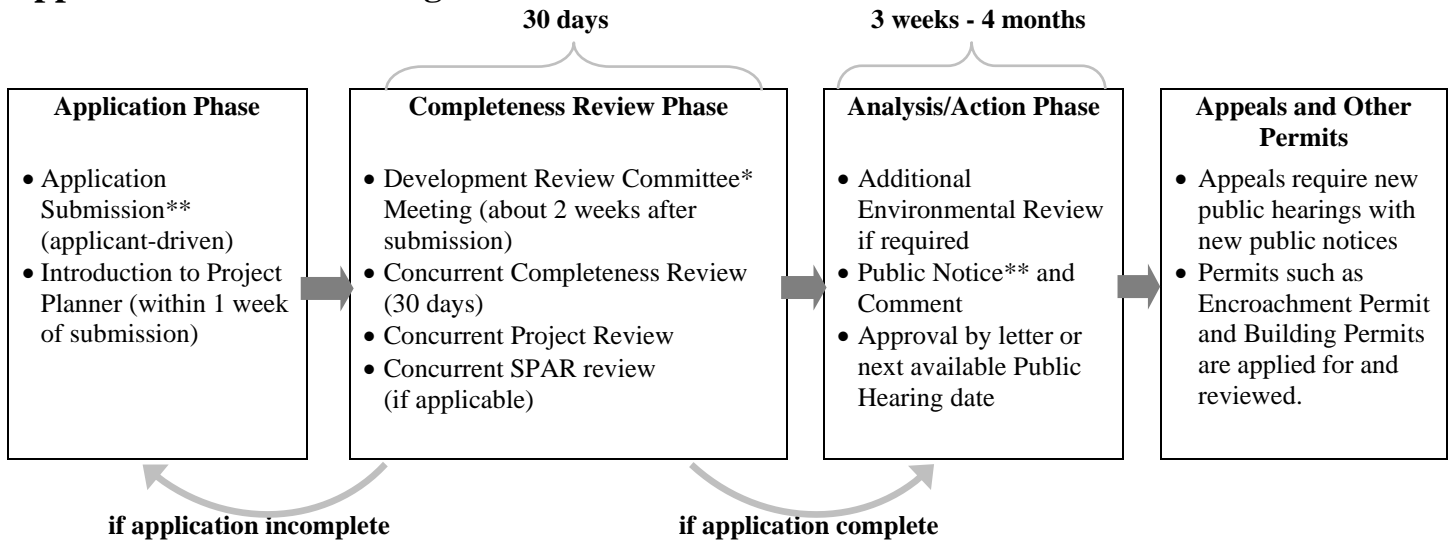 30 days
3 weeks - 4 months
Application Phase
• Application
Submission**
(applicant-driven)
• Introduction to Project
Planner (within 1 week
of submission)
Completeness Review Phase
• Development Review Committee*
Meeting (about 2 weeks after
submission)
• Concurrent Completeness Review
(30 days)
• Concurrent Project Review
• Concurrent SPAR review
(if applicable)
Analysis/Action Phase
• Additional
Environmental Review
if required
• Public Notice** and
Comment
• Approval by letter or
next available Public
Hearing date
Appeals and Other
Permits
• Appeals require new
public hearings with
new public notices
• Permits such as
Encroachment Permit
and Building Permits
are applied for and
reviewed.
if application incomplete
if application complete